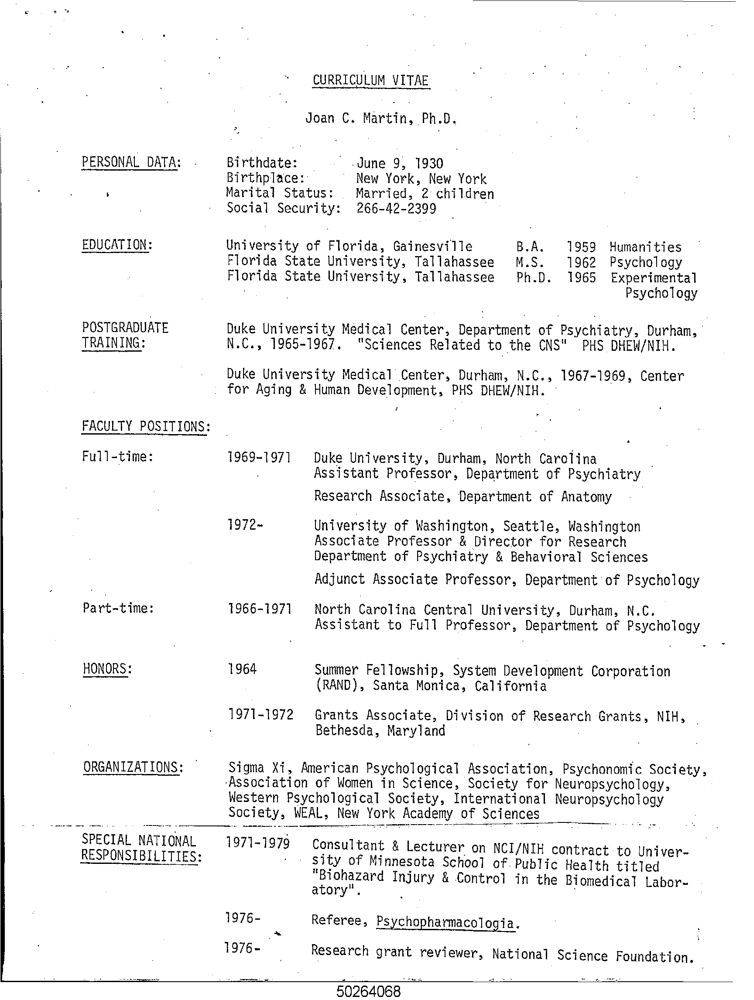 CURRICULUM VITAE
Joan C. Martin, Ph.D.
PERSONAL DATA: Birthdate: June 9, 1930
Birthplace: New York, New York
Marital Status: Married, 2 children
Social Security: 266-42-2399
EDUCATION: University of Florida, Gainesville B.A. 1959 Humanities
Florida State University, Tallahassee M.S. 1962 Psychology
Florida State University, Tallahassee Ph.D. 1965 Experimental
Psychology
POSTGRADUATE Duke University Medical Center, Department of Psychiatry, Durham,
TRAINING: N.C., 1965-1967. "Sciences Related to the CNS" PHS DHEW/NIH.
Duke University Medical Center, Durham, N.C., 1967-1969, Center
for Aging & Human Development, PHS DHEW/NIH.
FACULTY POSITIONS:
Full-time: 1969-1971 Duke University, Durham, North Carolina
Assistant Professor, Department of Psychiatry
Research Associate, Department of Anatomy
1972- University of Washington, Seattle, Washington
Associate Professor & Director for Research
Department of Psychiatry & Behavioral Sciences
Adjunct Associate Professor, Department of Psychology
Part-time: 1966-1971 North Carolina Central University, Durham, N.C.
Assistant to Full Professor, Department of Psychology
HONORS: 1964 Summer Fellowship, System Development Corporation
(RAND), Santa Monica, California
1971-1972 Grants Associate, Division of Research Grants, NIH,
Bethesda, Maryland
ORGANIZATIONS: Sigma Xi, American Psychological Association, Psychonomic Society,
Association of Women in Science, Society for Neuropsychology,
Western Psychological Society, International Neuropsychology
Society, WEAL, New York Academy of Sciences
SPECIAL NATIONAL 1971-1979 Consultant & Lecturer on NCI/NIH contract to Univer-
RESPONSIBILITIES: sity of Minnesota School of Public Health titled
"Biohazard Injury & Control in the Biomedical Labor-
atory".
1976- Referee, Psychopharmacologia.
1976- Research grant reviewer, National Science Foundation.
50264068